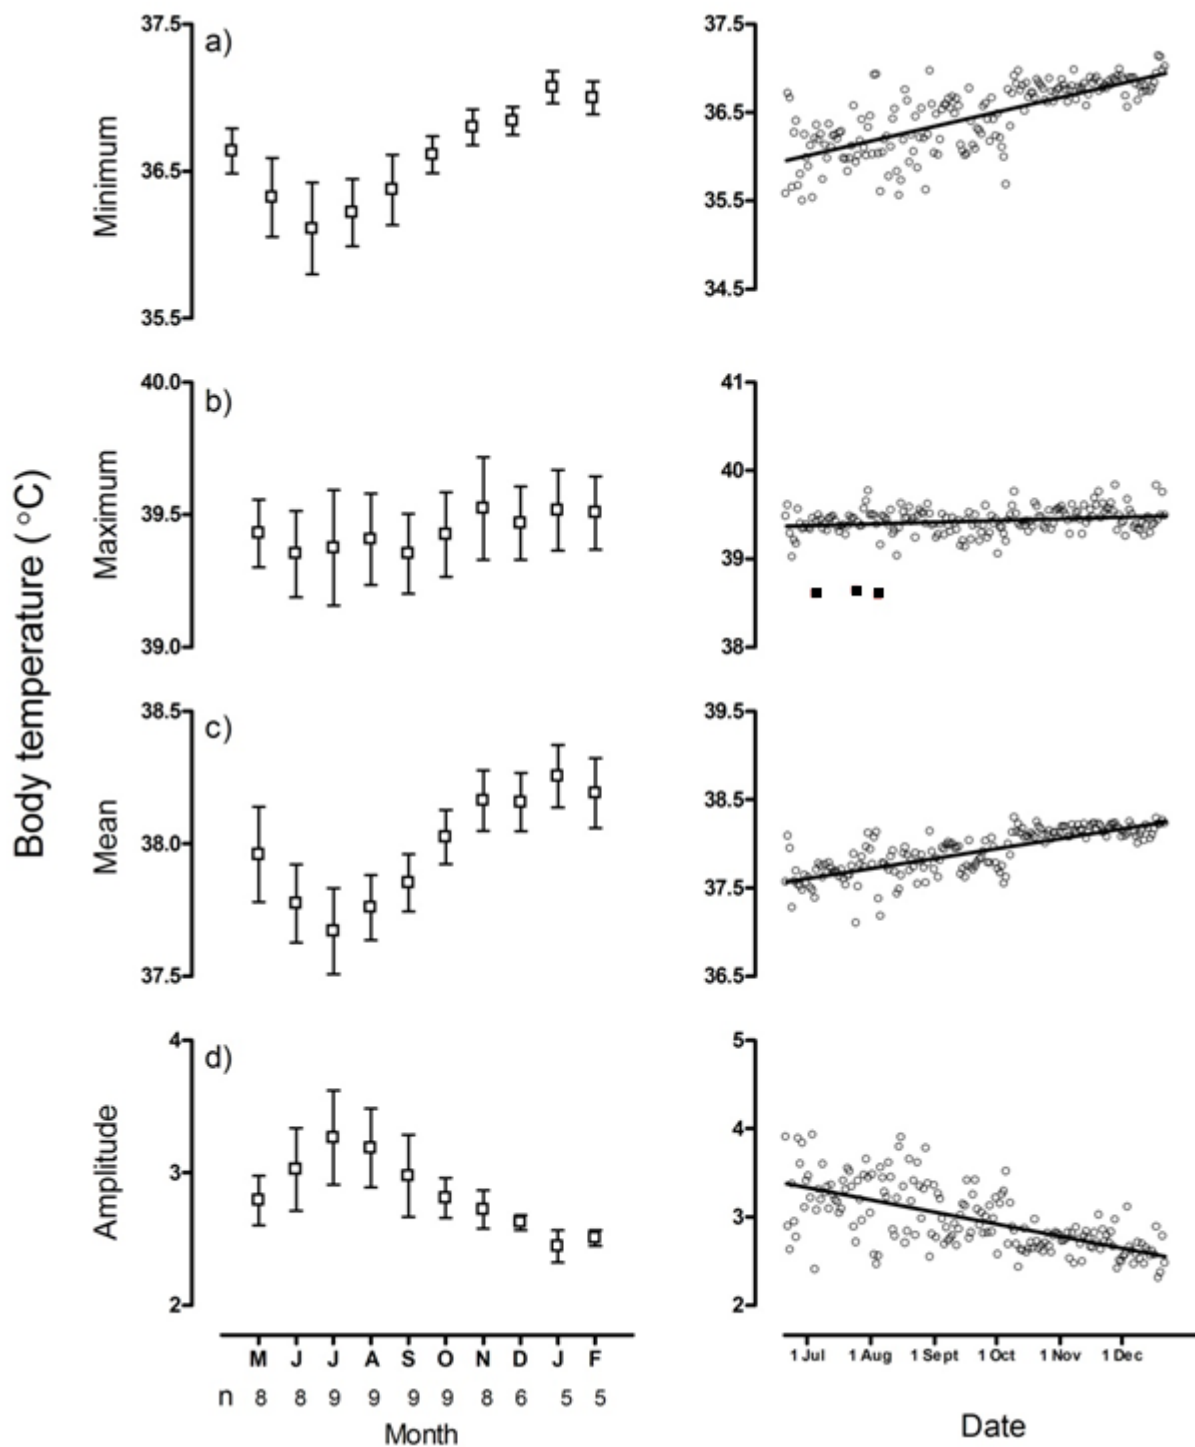 Body temperature (°C)
Minimum
a)
37.5
36.5
35.5
37.5
36.5
35.5
34.5
Maximum
b)
40.0
39.5
39.0
41
40
39
38
Mean
c)
38.5
38.0
37.5
39.5
38.5
37.5
36.5
Amplitude
d)
4
3
2
5
4
3
2
M J J A S O N D J F
n 8 8 9 9 9 9 8 6 5 5
Month
1 Jul 1 Aug 1 Sept 1 Oct 1 Nov 1 Dec
Date